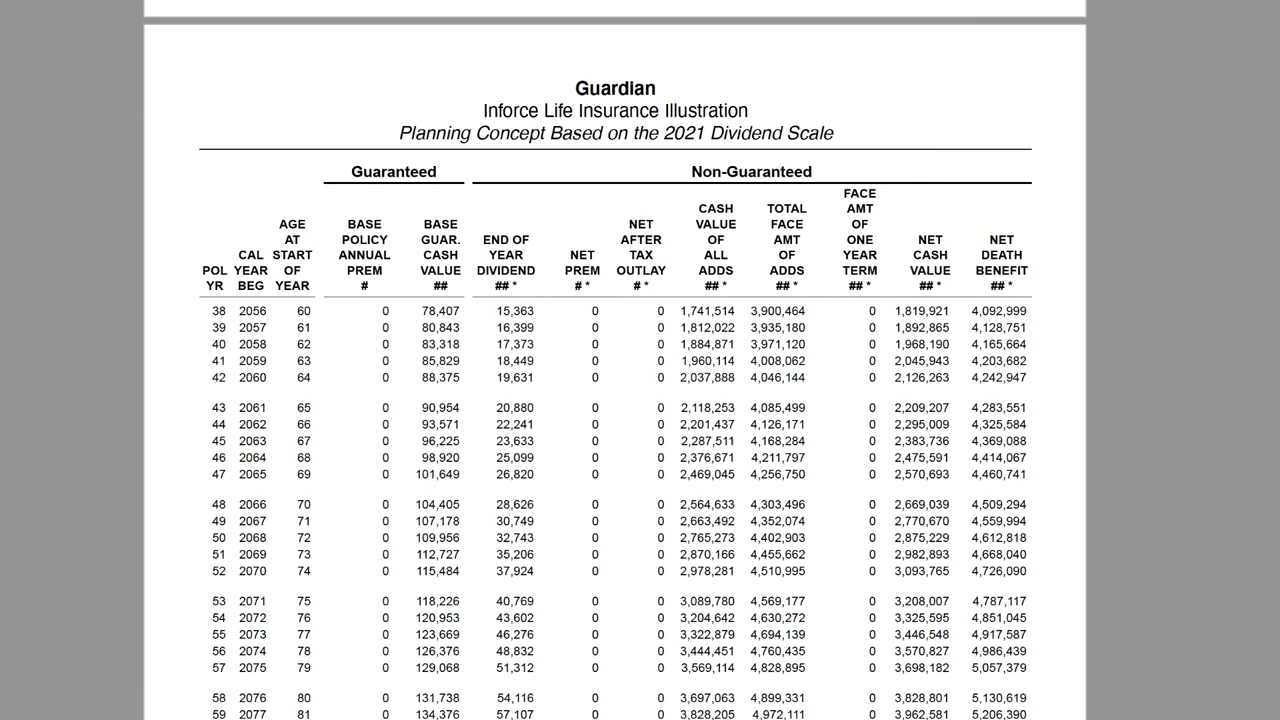 Guardian
Inforce Life Insurance Illustration
Planning Concept Based on the 2021 Dividend Scale
Guaranteed Non-Guaranteed
FACE
CASH TOTAL AMT
AGE BASE BASE NET VALUE FACE OF
AT POLICY GUAR. END OF AFTER OF AMT ONE NET NET
CAL START ANNUAL CASH YEAR NET TAX ALL OF YEAR CASH DEATH
POL YEAR OF PREM VALUE DIVIDEND PREM OUTLAY ADDS ADDS TERM VALUE BENEFIT
YR BEG YEAR # ## ## * # * # * ## * ## * ## * ## * ## *
38 2056 60 0 78,407 15,363 0 0 1,741,514 3,900,464 0 1,819,921 4,092,999
39 2057 61 0 80,843 16,399 0 0 1,812,022 3,935,180 0 1,892,865 4,128,751
40 2058 62 0 83,318 17,373 0 0 1,884,871 3,971,120 0 1,968,190 4,165,664
41 2059 63 0 85,829 18,449 0 0 1,960,114 4,008,062 0 2,045,943 4,203,682
42 2060 64 0 88,375 19,631 0 0 2,037,888 4,046,144 0 2,126,263 4,242,947
43 2061 65 0 90,954 20,880 0 0 2,118,253 4,085,499 0 2,209,207 4,283,551
44 2062 66 0 93,571 22,241 0 0 2,201,437 4,126,171 0 2,295,009 4,325,584
45 2063 67 0 96,225 23,633 0 0 2,287,511 4,168,284 0 2,383,736 4,369,088
46 2064 68 0 98,920 25,099 0 0 2,376,671 4,211,797 0 2,475,591 4,414,067
47 2065 69 0 101,649 26,820 0 0 2,469,045 4,256,750 0 2,570,693 4,460,741
48 2066 70 0 104,405 28,626 0 0 2,564,633 4,303,496 0 2,669,039 4,509,294
49 2067 71 0 107,178 30,749 0 0 2,663,492 4,352,074 0 2,770,670 4,559,994
50 2068 72 0 109,956 32,743 0 0 2,765,273 4,402,903 0 2,875,229 4,612,818
51 2069 73 0 112,727 35,206 0 0 2,870,166 4,455,662 0 2,982,893 4,668,040
52 2070 74 0 115,484 37,924 0 0 2,978,281 4,510,995 0 3,093,765 4,726,090
53 2071 75 0 118,226 40,769 0 0 3,089,780 4,569,177 0 3,208,007 4,787,117
54 2072 76 0 120,953 43,602 0 0 3,204,642 4,630,272 0 3,325,595 4,851,045
55 2073 77 0 123,669 46,276 0 0 3,322,879 4,694,139 0 3,446,548 4,917,587
56 2074 78 0 126,376 48,832 0 0 3,444,451 4,760,435 0 3,570,827 4,986,439
57 2075 79 0 129,068 51,312 0 0 3,569,114 4,828,895 0 3,698,182 5,057,379
58 2076 80 0 131,738 54,116 0 0 3,697,063 4,899,331 0 3,828,801 5,130,619
59 2077 81 0 134,376 57,107 0 0 3,828,205 4,972,111 0 3,962,581 5,206,390